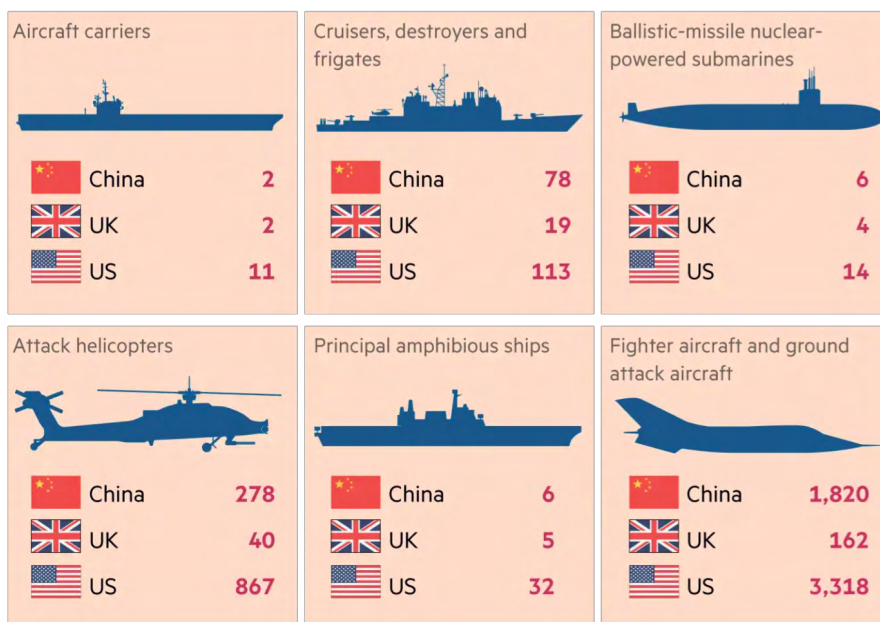 Aircraft carriers
China 2
UK 2
US 11
Cruisers, destroyers and
frigates
China 78
UK 19
US 113
Ballistic-missile nuclear-
powered submarines
China 6
UK 4
US 14
Attack helicopters
China 278
UK 40
US 867
Principal amphibious ships
China 6
UK 5
US 32
Fighter aircraft and ground
attack aircraft
China 1,820
UK 162
US 3,318